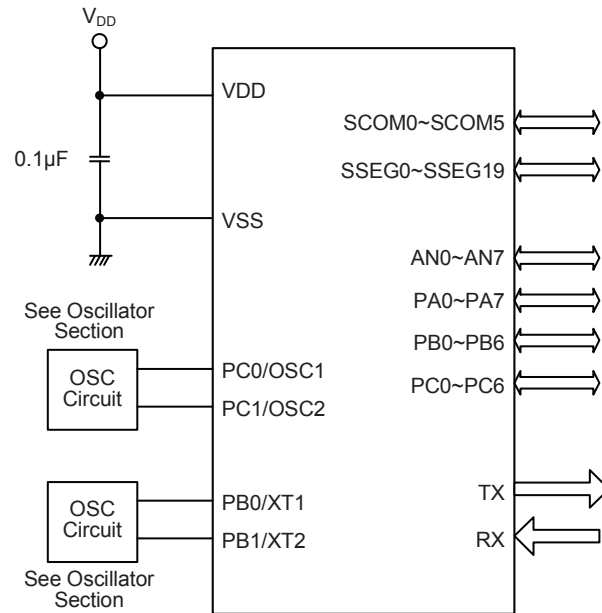 VDD
VDD
0.1µF
VSS
See Oscillator
Section
OSC
Circuit
PC0/OSC1
PC1/OSC2
OSC
Circuit
PB0/XT1
PB1/XT2
See Oscillator
Section
SCOM0~SCOM5
SSEG0~SSEG19
AN0~AN7
PA0~PA7
PB0~PB6
PC0~PC6
TX
RX